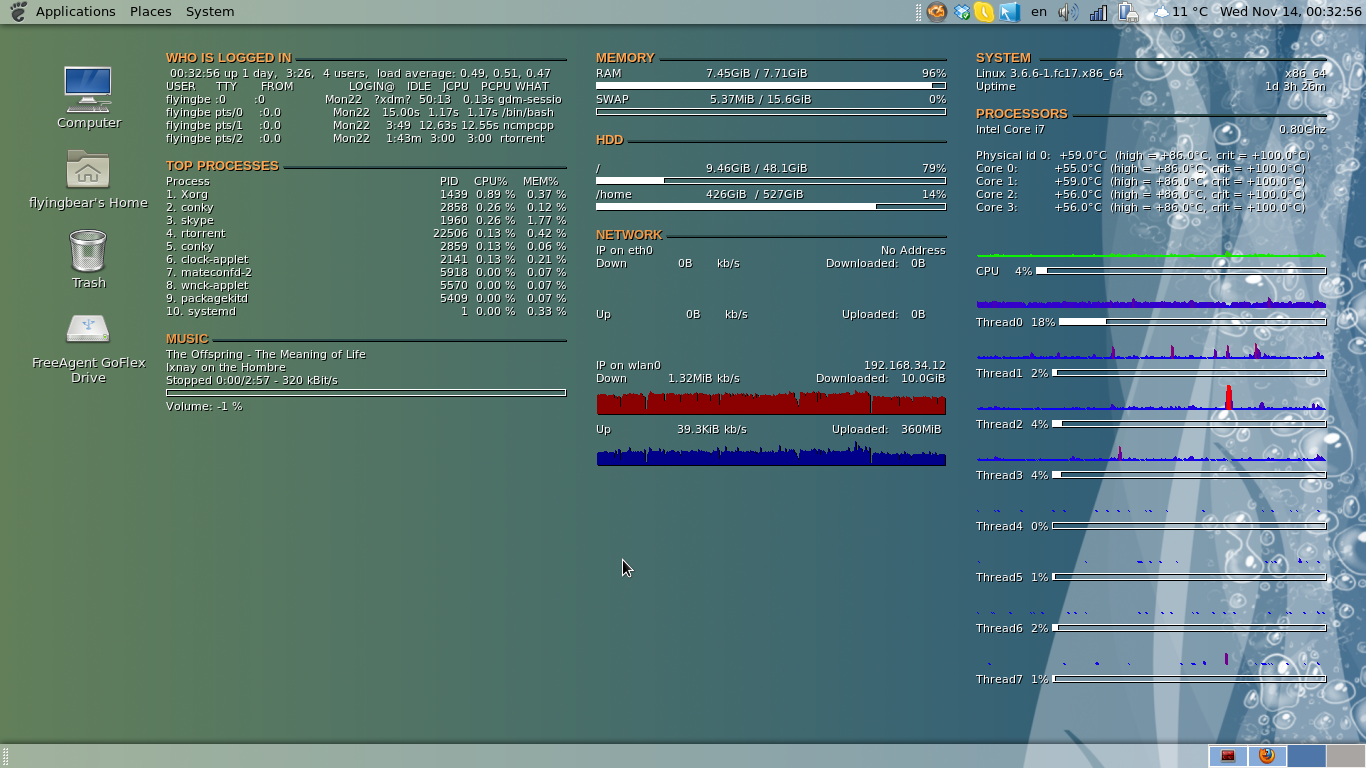 Applications Places System en 11 °C Wed Nov 14, 00:32:56
Computer
flyingbear's Home
Trash
FreeAgent GoFlex
Drive
WHO IS LOGGED IN
00:32:56 up 1 day, 3:26, 4 users, load average: 0.49, 0.51, 0.47
USER TTY FROM LOGIN@ IDLE JCPU PCPU WHAT
flyingbe :0 :0 Mon22 ?xdm? 50:13 0.13s gdm-sessio
flyingbe pts/0 :0.0 Mon22 15.00s 1.17s 1.17s /bin/bash
flyingbe pts/1 :0.0 Mon22 3:49 12.63s 12.55s ncmpcpp
flyingbe pts/2 :0.0 Mon22 1:43m 3:00 3:00 rtorrent
TOP PROCESSES
Process PID CPU% MEM%
1. Xorg 1439 0.89 % 0.37 %
2. conky 2858 0.26 % 0.12 %
3. skype 1960 0.26 % 1.77 %
4. rtorrent 22506 0.13 % 0.42 %
5. conky 2859 0.13 % 0.06 %
6. clock-applet 2141 0.13 % 0.21 %
7. mateconfd-2 5918 0.00 % 0.07 %
8. wnck-applet 5570 0.00 % 0.07 %
9. packagekitd 5409 0.00 % 0.07 %
10. systemd 1 0.00 % 0.33 %
MUSIC
The Offspring - The Meaning of Life
Ixnay on the Hombre
Stopped 0:00/2:57 - 320 kBit/s
Volume: -1 %
MEMORY
RAM 7.45GiB / 7.71GiB 96%
SWAP 5.37MiB / 15.6GiB 0%
HDD
/ 9.46GiB / 48.1GiB 79%
/home 426GiB / 527GiB 14%
NETWORK
IP on eth0 No Address
Down 0B kb/s Downloaded: 0B
Up 0B kb/s Uploaded: 0B
IP on wlan0 192.168.34.12
Down 1.32MiB kb/s Downloaded: 10.0GiB
Up 39.3KiB kb/s Uploaded: 360MiB
SYSTEM
Linux 3.6.6-1.fc17.x86_64 x86_64
Uptime 1d 3h 26m
PROCESSORS
Intel Core i7 0.80Ghz
Physical id 0: +59.0°C (high = +86.0°C, crit = +100.0°C)
Core 0: +55.0°C (high = +86.0°C, crit = +100.0°C)
Core 1: +59.0°C (high = +86.0°C, crit = +100.0°C)
Core 2: +56.0°C (high = +86.0°C, crit = +100.0°C)
Core 3: +56.0°C (high = +86.0°C, crit = +100.0°C)
CPU 4%
Thread0 18%
Thread1 2%
Thread2 4%
Thread3 4%
Thread4 0%
Thread5 1%
Thread6 2%
Thread7 1%